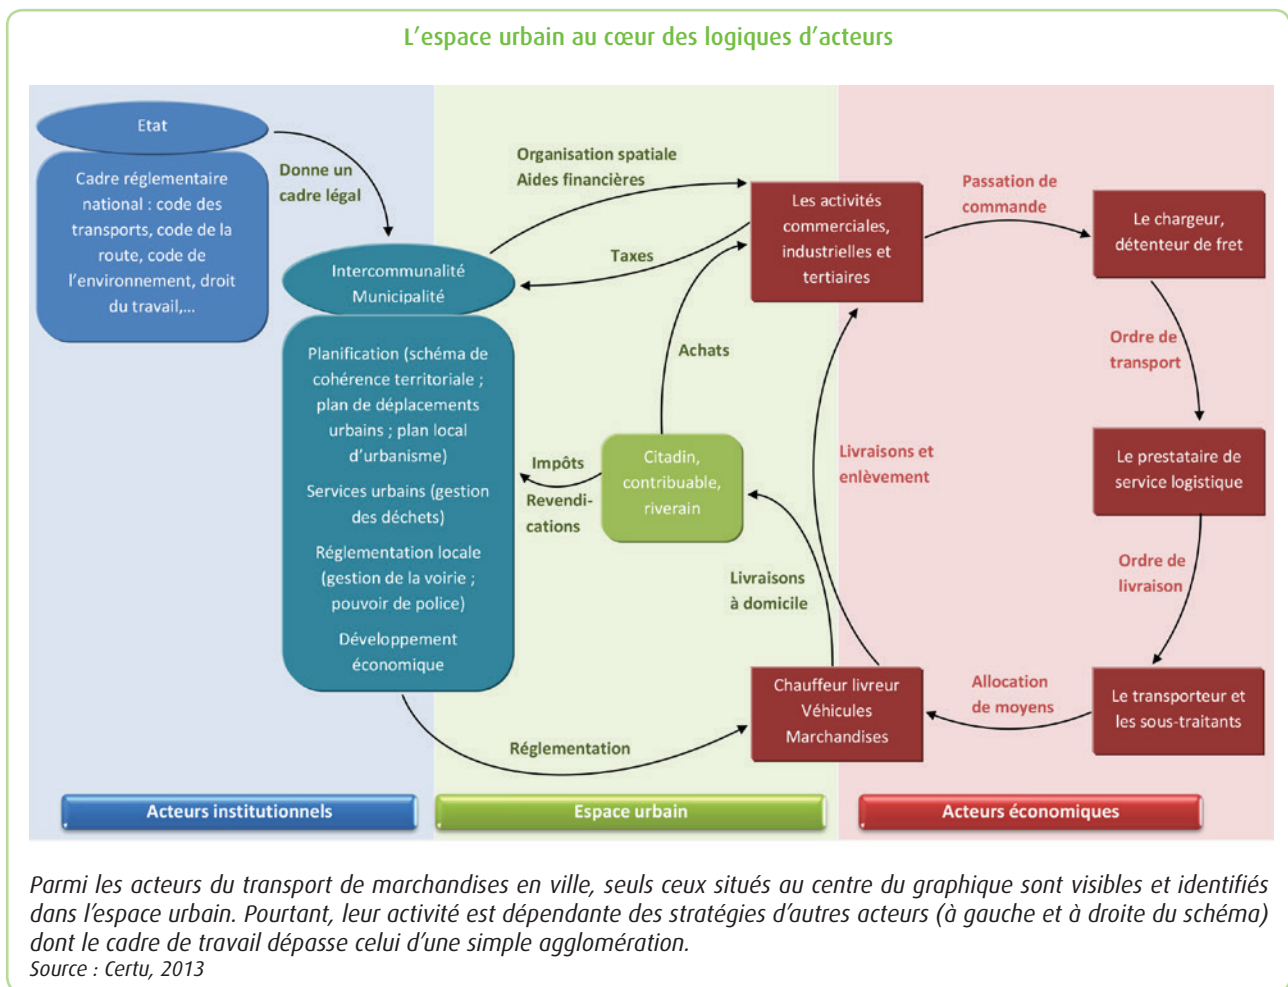 L'espace urbain au cœur des logiques d'acteurs
Etat
Cadre réglementaire
national : code des
transports, code de la
route, code de
l'environnement, droit
du travail,...
Donne un
cadre légal
Intercommunalité
Municipalité
Planification (schéma de
cohérence territoriale ;
plan de déplacements
urbains ; plan local
d'urbanisme)
Services urbains (gestion
des déchets)
Réglementation locale
(gestion de la voirie ;
pouvoir de police)
Développement
économique
Organisation spatiale
Aides financières
Taxes
Achats
Impôts
Revendi-
cations
Citadin,
contribuable,
riverain
Livraisons
à domicile
Réglementation
Les activités
commerciales,
industrielles et
tertiaires
Passation de
commande
Le chargeur,
détenteur de fret
Ordre de
transport
Le prestataire de
service logistique
Livraisons et
enlèvement
Ordre de
livraison
Le transporteur et
les sous-traitants
Allocation
de moyens
Chauffeur livreur
Véhicules
Marchandises
Acteurs institutionnels
Espace urbain
Acteurs économiques
Parmi les acteurs du transport de marchandises en ville, seuls ceux situés au centre du graphique sont visibles et identifiés
dans l'espace urbain. Pourtant, leur activité est dépendante des stratégies d'autres acteurs (à gauche et à droite du schéma)
dont le cadre de travail dépasse celui d'une simple agglomération.
Source : Certu, 2013